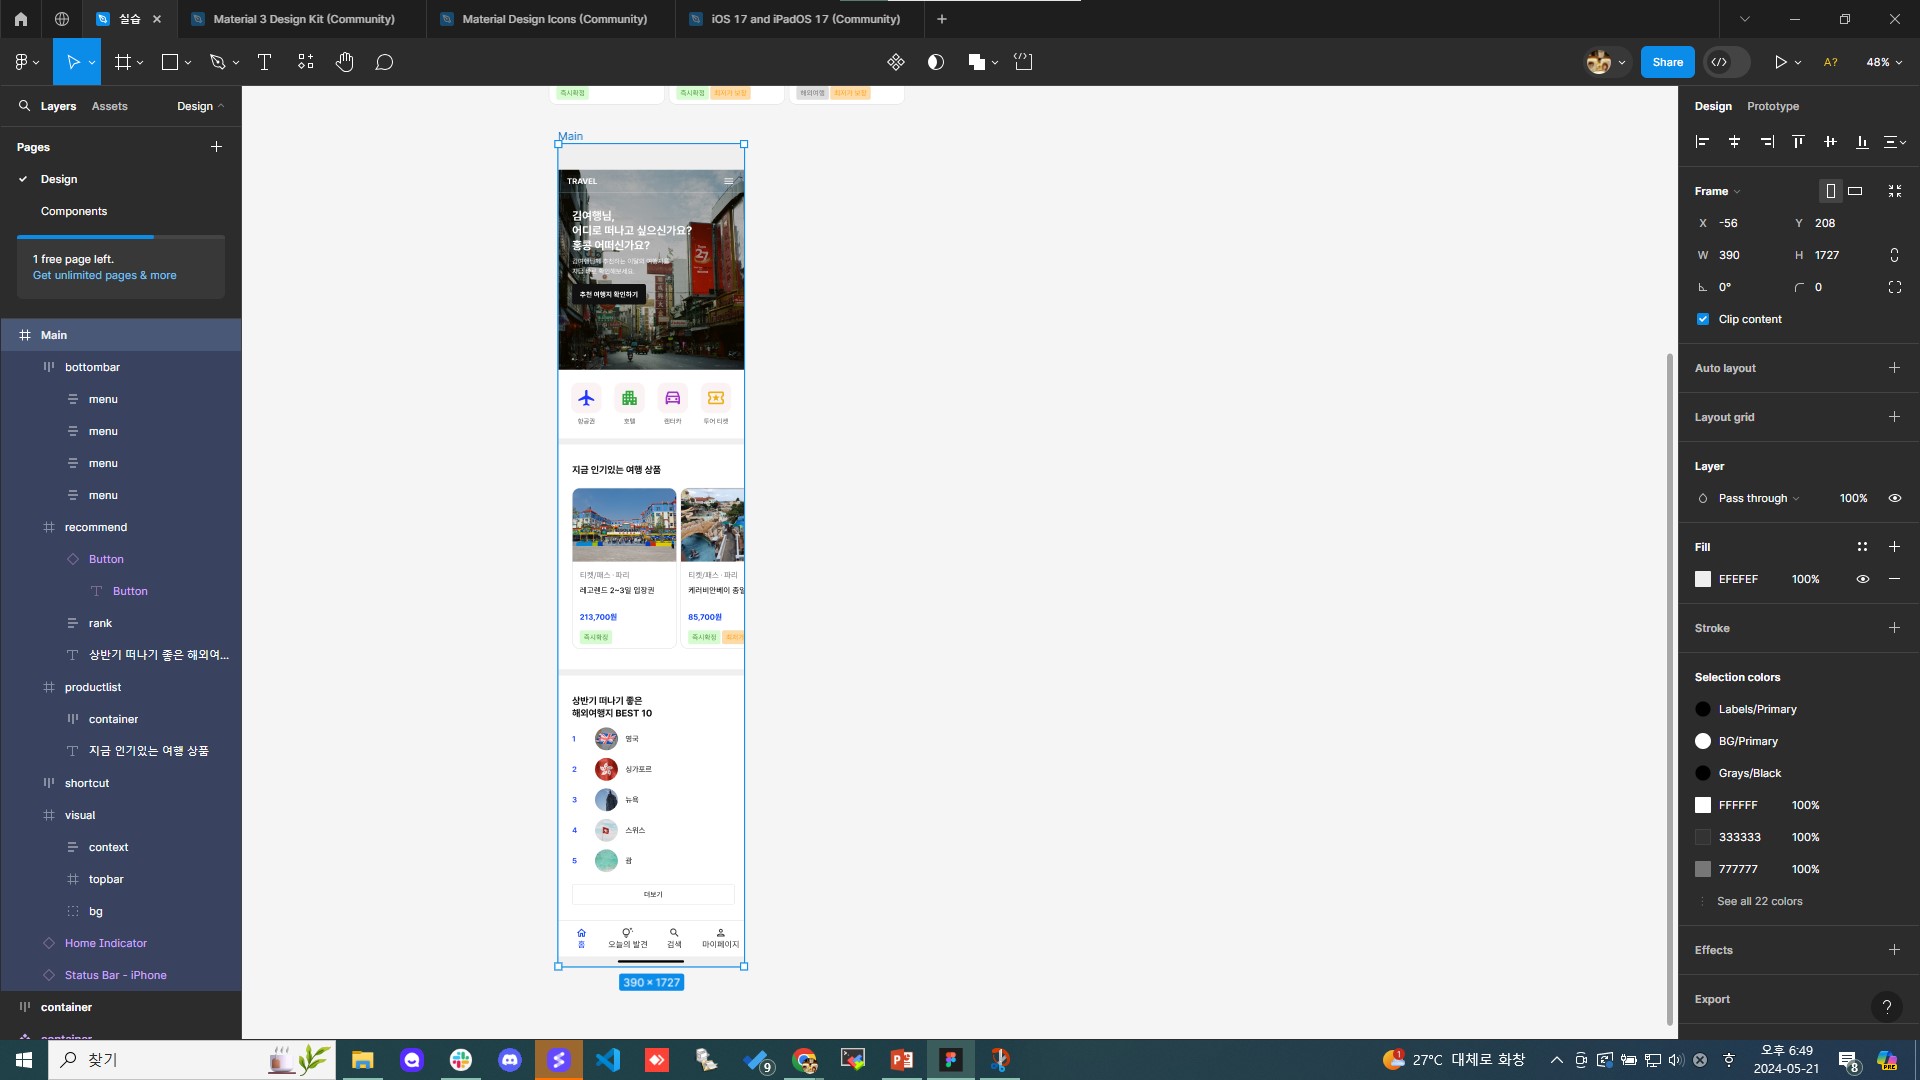 실습
Material 3 Design Kit (Community)
Material Design Icons (Community)
iOS 17 and iPadOS 17 (Community)
Share
A?
48%
Layers
Assets
Design
Pages
Design
Components
1 free page left.
Get unlimited pages & more
Main
bottombar
menu
menu
menu
menu
recommend
Button
Button
rank
상반기 떠나기 좋은 해외여...
productlist
container
지금 인기있는 여행 상품
shortcut
visual
context
topbar
bg
Home Indicator
Status Bar - iPhone
container
container
즉시확정
즉시확정
최저가 보장
해외여행
최저가 보장
Main
TRAVEL
김여행님,
어디로 떠나고 싶으신가요?
홍콩 어떠신가요?
추천 여행지 확인하기
항공권
호텔
렌터카
투어 티켓
지금 인기있는 여행 상품
티켓/패스 · 파리
레고랜드 2~3일 입장권
213,700원
즉시확정
티켓/패스 · 파리
캐리비안베이 종일
85,700원
즉시확정
상반기 떠나기 좋은
해외여행지 BEST 10
1 영국
2 싱가포르
3 뉴욕
4 스위스
5 괌
더보기
홈
오늘의 발견
검색
마이페이지
390 × 1727
Design
Prototype
Frame
X -56
Y 208
W 390
H 1727
0°
0
Clip content
Auto layout
Layout grid
Layer
Pass through
100%
Fill
EFEFEF
100%
Stroke
Selection colors
Labels/Primary
BG/Primary
Grays/Black
FFFFFF
100%
333333
100%
777777
100%
See all 22 colors
Effects
Export
?
찾기
9
1
27°C 대체로 화창
오후 6:49
2024-05-21
8